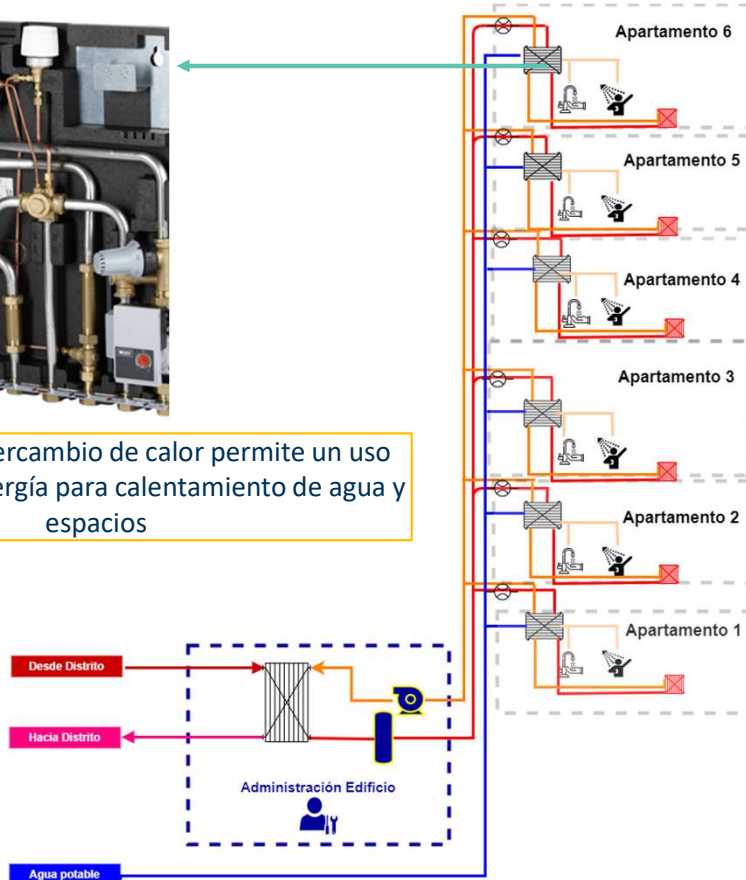 Apartamento 6
Apartamento 5
Apartamento 4
Apartamento 3
ercambio de calor permite un uso
ergía para calentamiento de agua y
espacios
Apartamento 2
Apartamento 1
Desde Distrito
Hacia Distrito
Administración Edificio
Agua potable